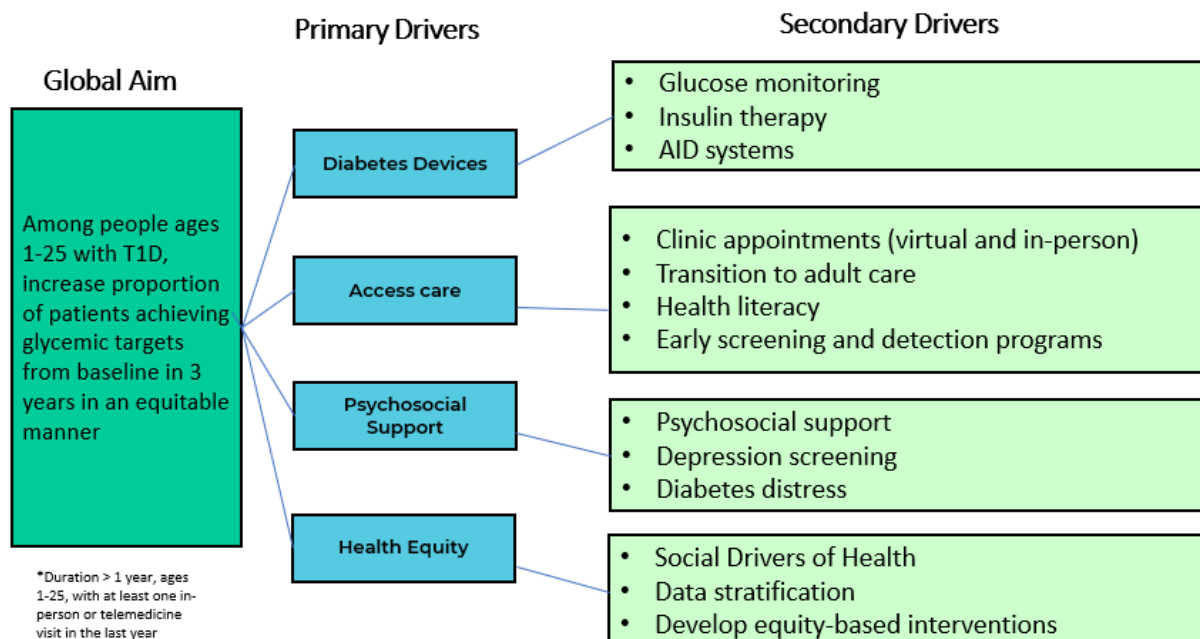 Primary Drivers
Secondary Drivers
Global Aim
Among people ages
1-25 with T1D,
increase proportion
of patients achieving
glycemic targets
from baseline in 3
years in an equitable
manner
*Duration > 1 year, ages
1-25, with at least one in-
person or telemedicine
visit in the last year
Diabetes Devices
• Glucose monitoring
• Insulin therapy
• AID systems
Access care
• Clinic appointments (virtual and in-person)
• Transition to adult care
• Health literacy
• Early screening and detection programs
Psychosocial
Support
• Psychosocial support
• Depression screening
• Diabetes distress
Health Equity
• Social Drivers of Health
• Data stratification
• Develop equity-based interventions